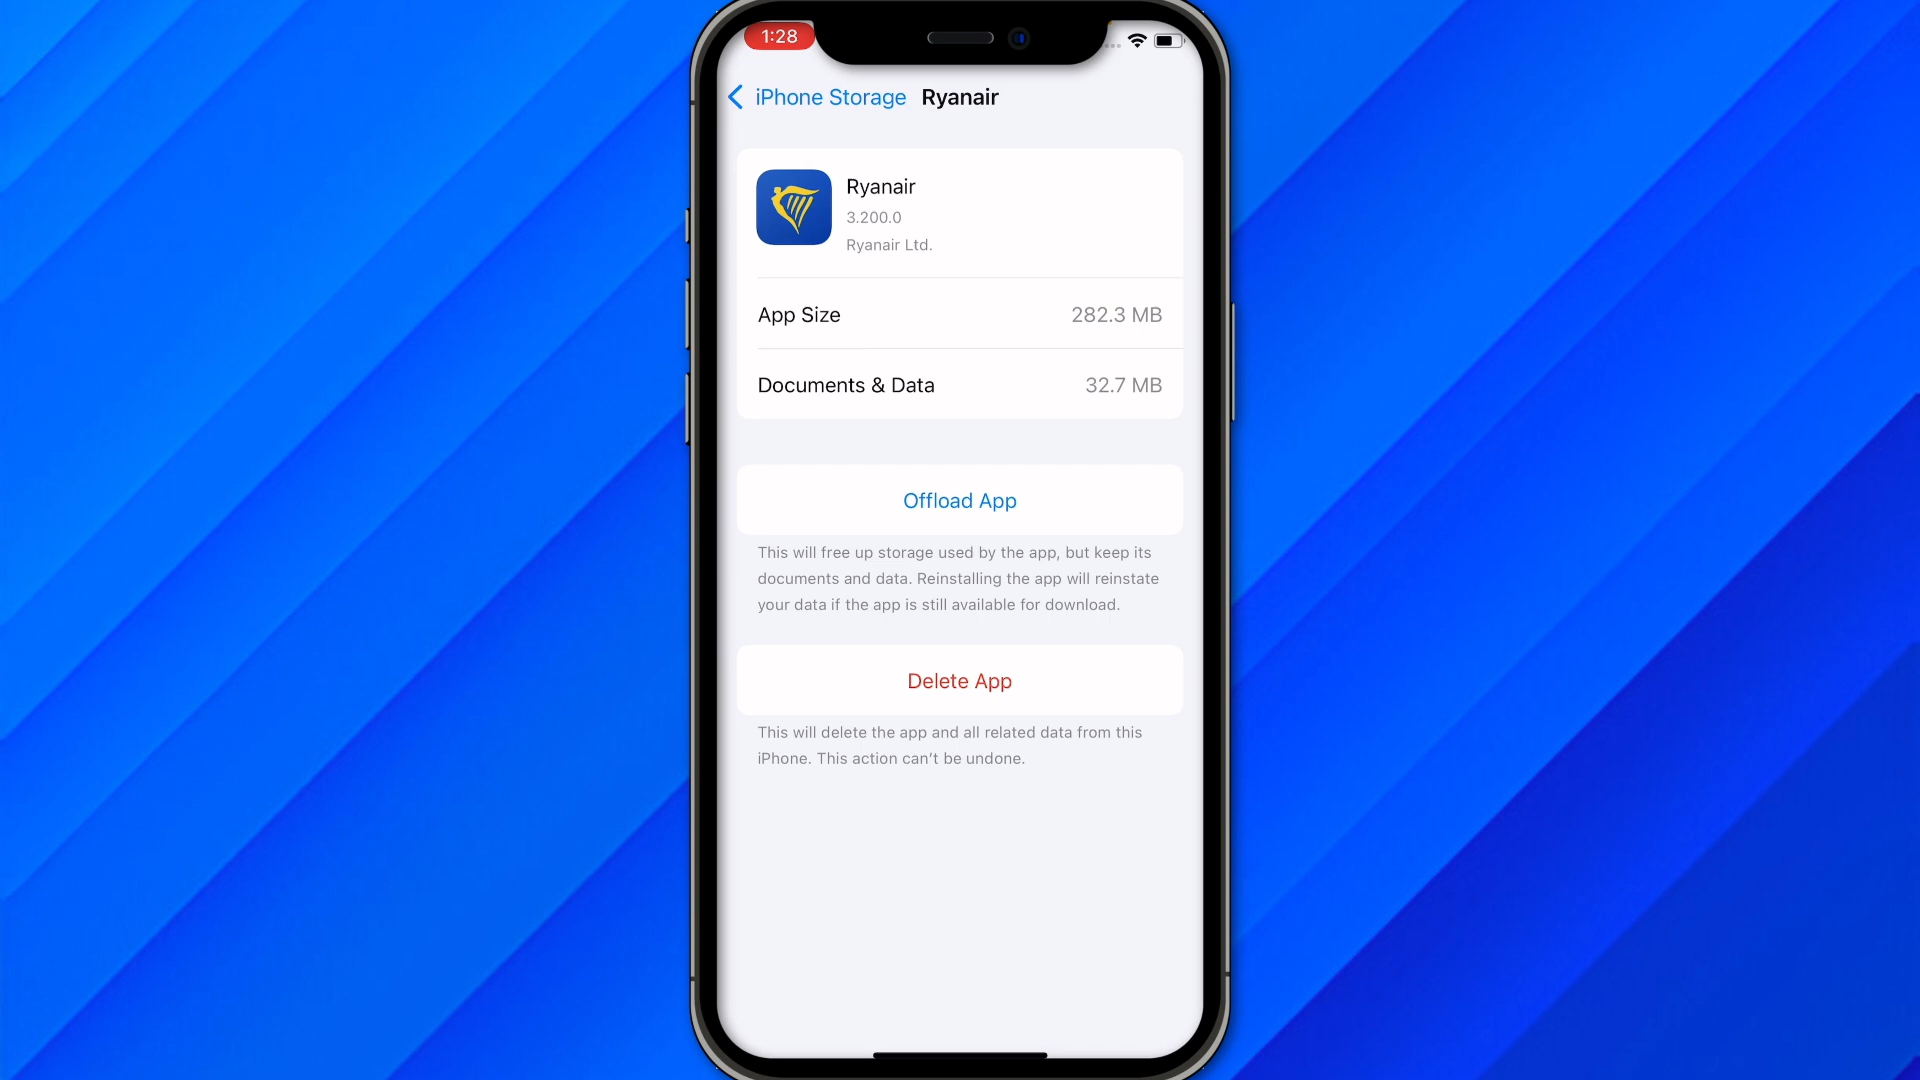 1:28
iPhone Storage Ryanair
Ryanair
3.200.0
Ryanair Ltd.
App Size 282.3 MB
Documents & Data 32.7 MB
Offload App
This will free up storage used by the app, but keep its
documents and data. Reinstalling the app will reinstate
your data if the app is still available for download.
Delete App
This will delete the app and all related data from this
iPhone. This action can't be undone.